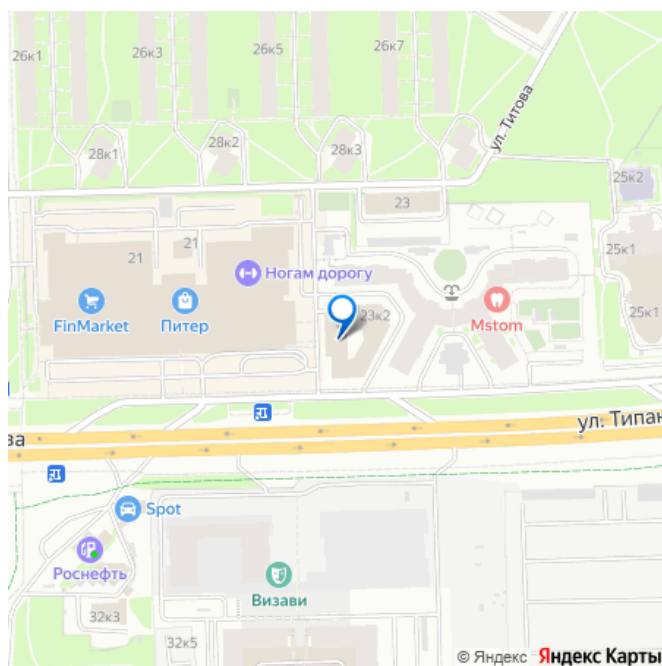 26к1
26к3
26к5
26к7
ул. Титова
28к1
28к2
28к3
25к2
23
21
21
25к1
Ногам дорогу
FinMarket
Питер
23к2
Mstom
25к1
ва
ул. Типан
Spot
Роснефть
Визави
32к3
32к5
© Яндекс Яндекс Карты